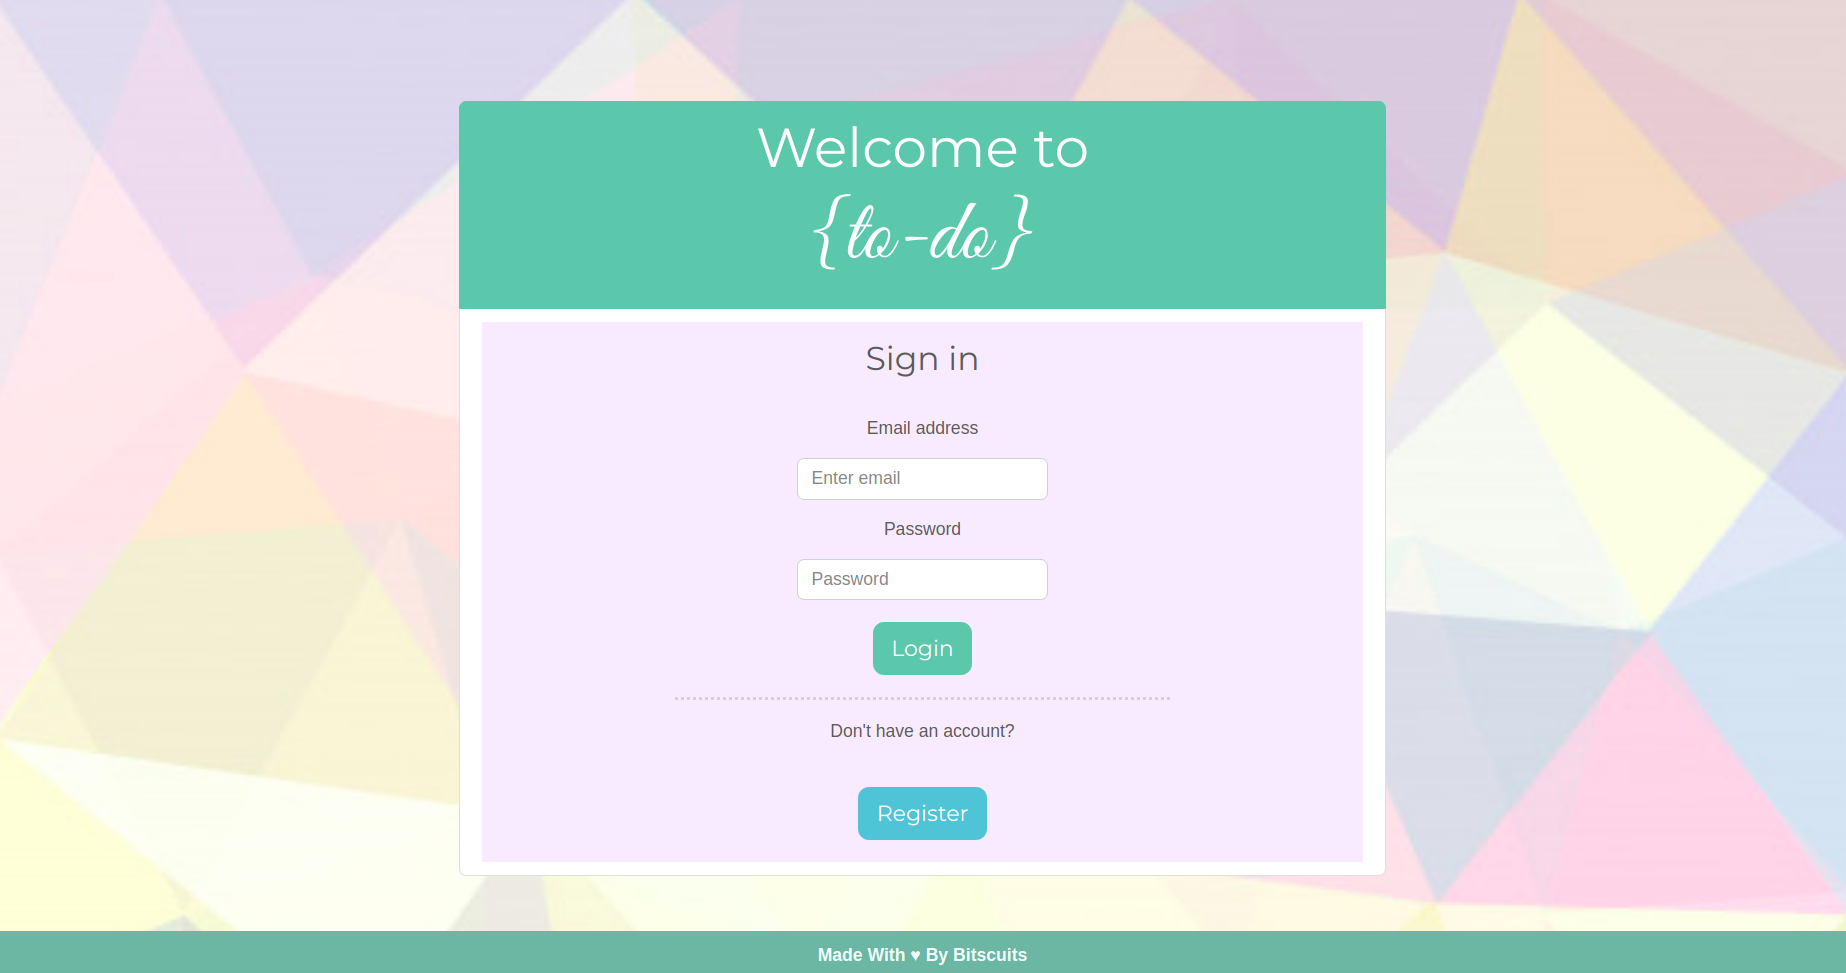 Welcome to
{to-do}
Sign in
Email address
Enter email
Password
Password
Login
Don't have an account?
Register
Made With ♥ By Bitscuits